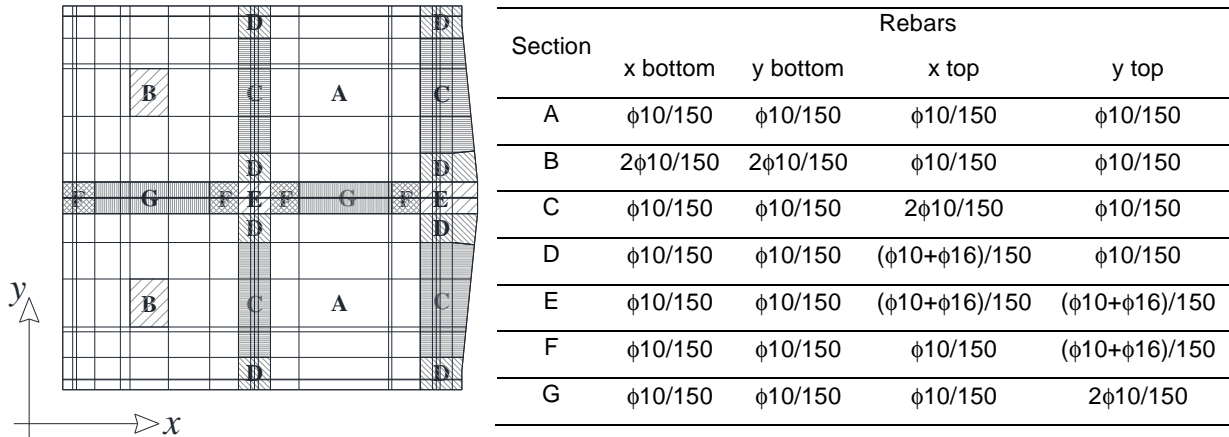 D D
B C A C
D D
F G F E F G F E
D D
B C A C
D D
y
x
Rebars
Section
x bottom y bottom x top y top
A ϕ10/150 ϕ10/150 ϕ10/150 ϕ10/150
B 2ϕ10/150 2ϕ10/150 ϕ10/150 ϕ10/150
C ϕ10/150 ϕ10/150 2ϕ10/150 ϕ10/150
D ϕ10/150 ϕ10/150 (ϕ10+ϕ16)/150 ϕ10/150
E ϕ10/150 ϕ10/150 (ϕ10+ϕ16)/150 (ϕ10+ϕ16)/150
F ϕ10/150 ϕ10/150 ϕ10/150 (ϕ10+ϕ16)/150
G ϕ10/150 ϕ10/150 ϕ10/150 2ϕ10/150